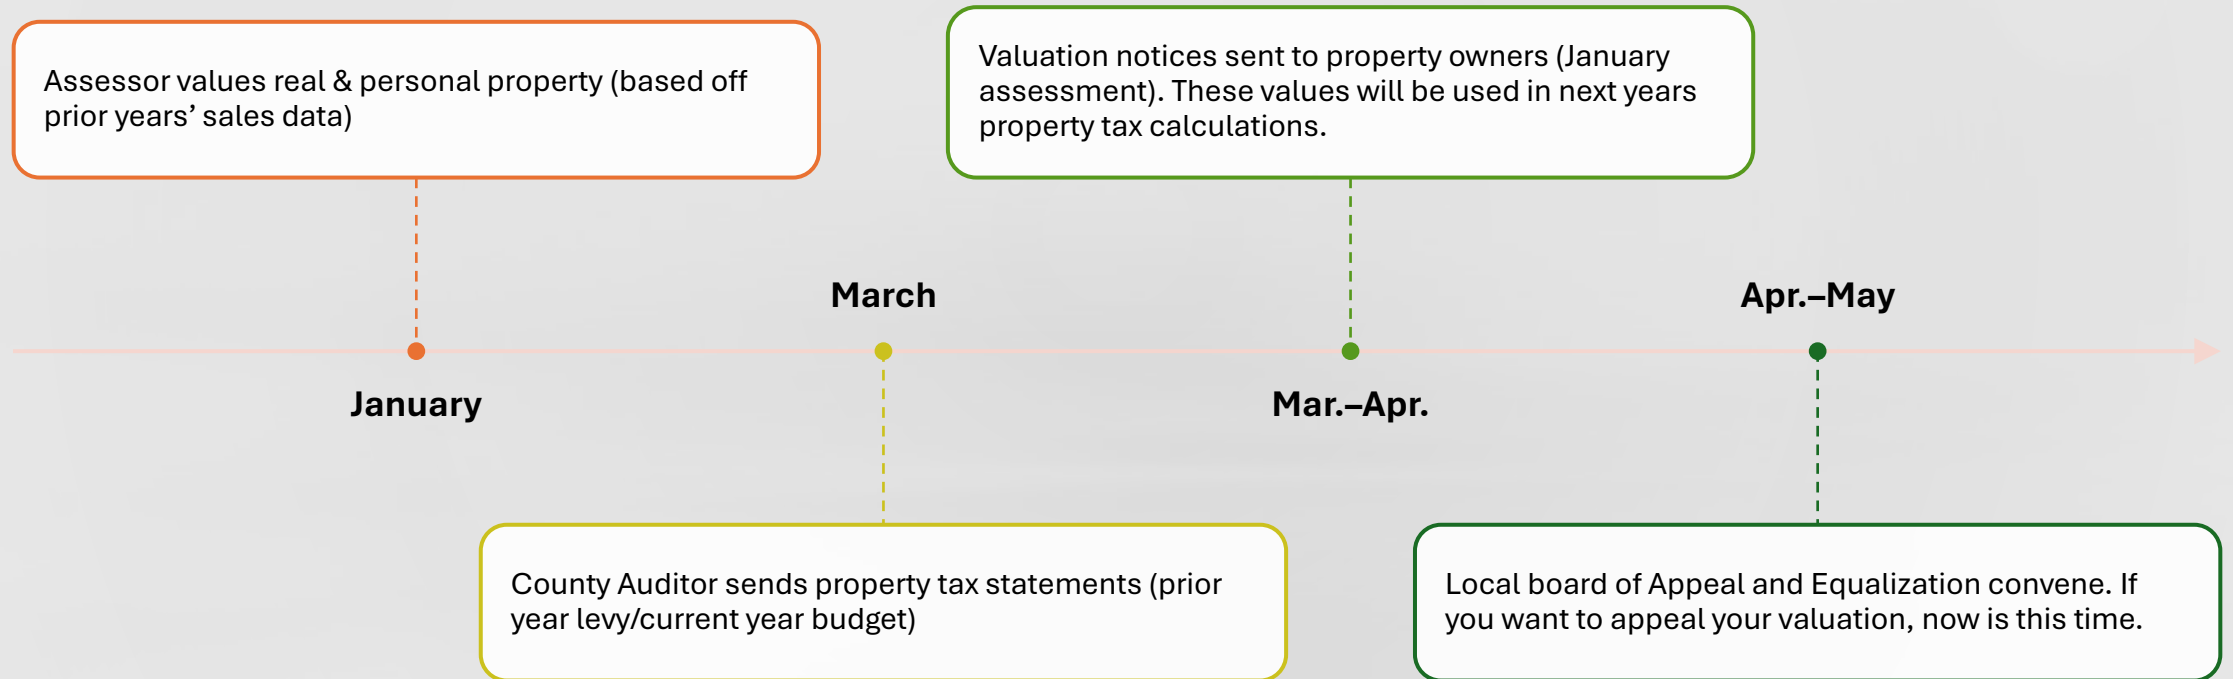 Assessor values real & personal property (based off
prior years’ sales data)
January
March
County Auditor sends property tax statements (prior
year levy/current year budget)
Valuation notices sent to property owners (January
assessment). These values will be used in next years
property tax calculations.
Mar.–Apr.
Apr.–May
Local board of Appeal and Equalization convene. If
you want to appeal your valuation, now is this time.